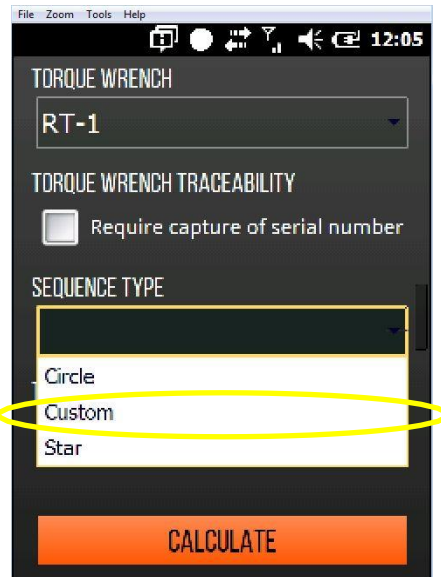 File Zoom Tools Help
12:05
TORQUE WRENCH
RT-1
TORQUE WRENCH TRACEABILITY
Require capture of serial number
SEQUENCE TYPE
Circle
Custom
Star
CALCULATE